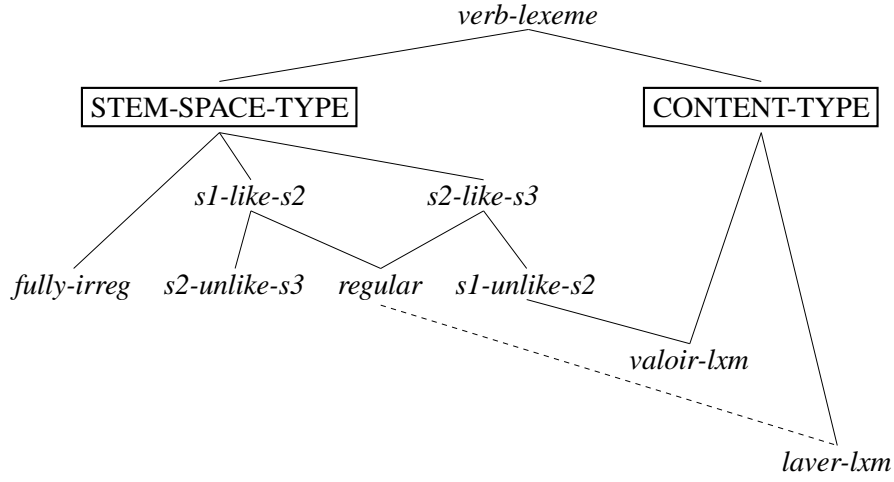 verb-lexeme
STEM-SPACE-TYPE CONTENT-TYPE
s1-like-s2 s2-like-s3
fully-irreg s2-unlike-s3 regular s1-unlike-s2
valoir-lxm
laver-lxm